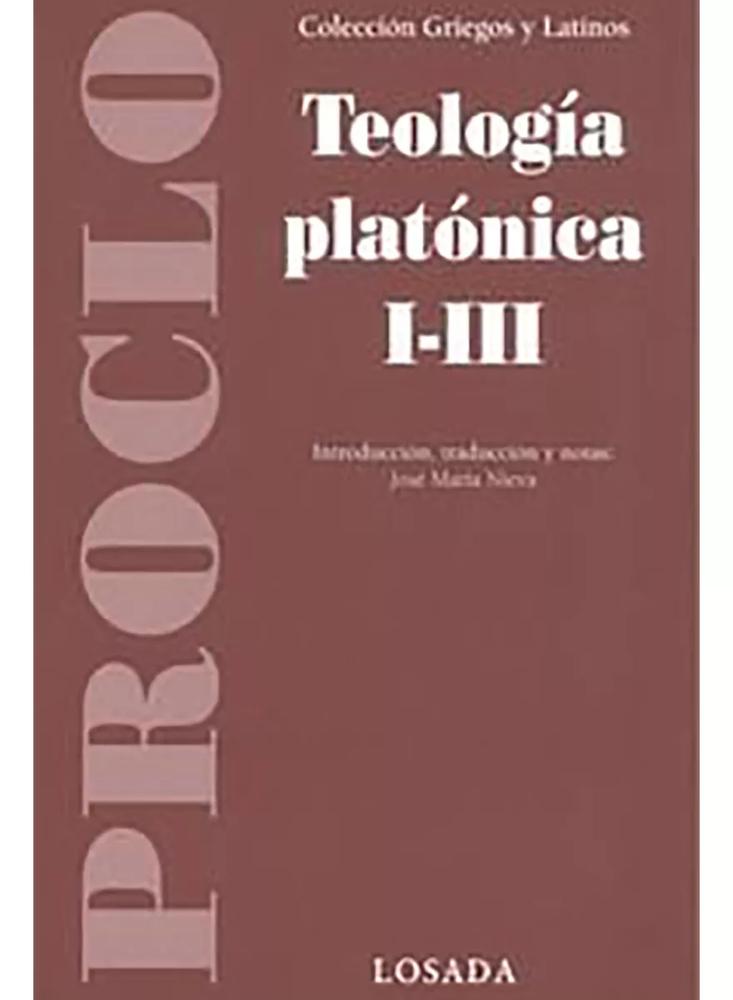 Colección Griegos y Latinos
PROCLO
Teología
platónica
I-III
Introducción, traducción y notas:
José María Nieva
LOSADA